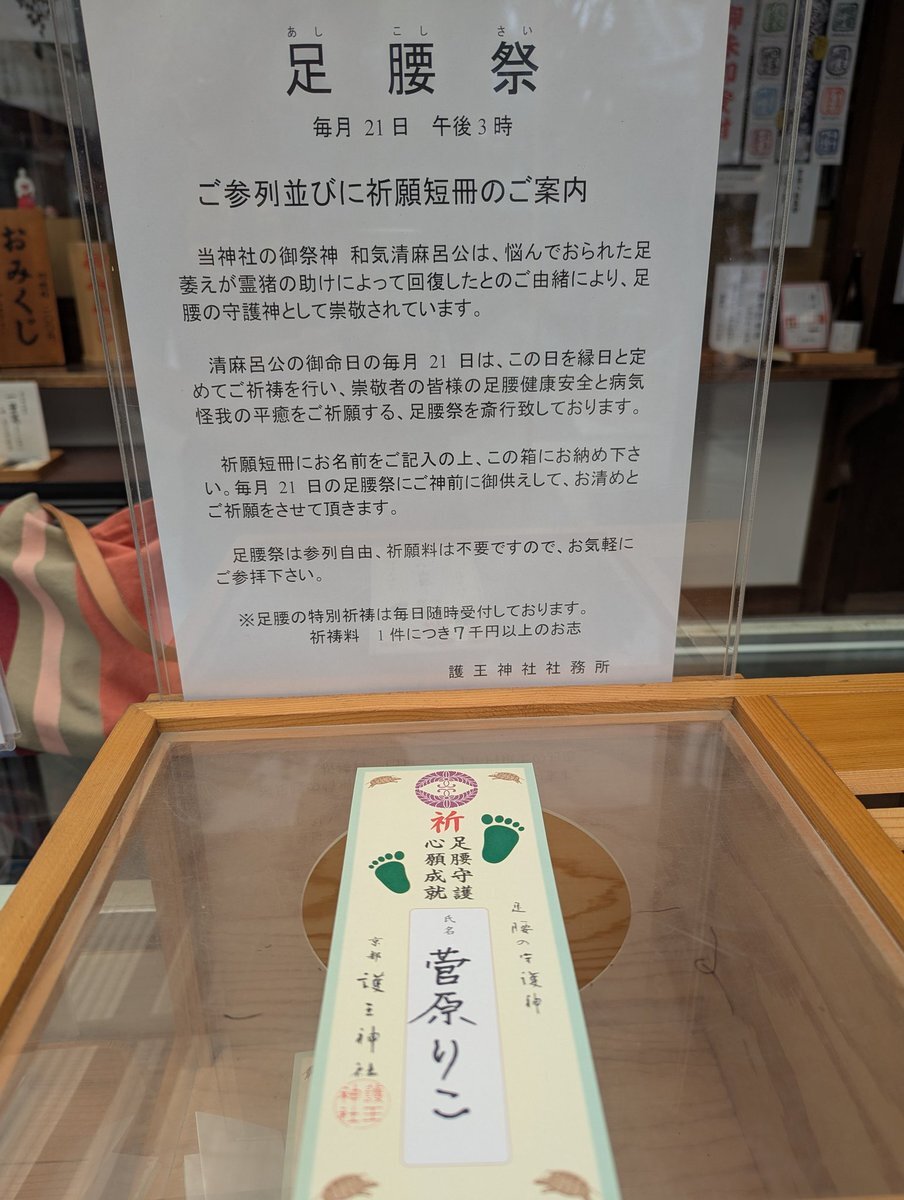 あし こし さい
足腰祭
毎月 21 日 午後 3 時
ご参列並びに祈願短冊のご案内
当神社の御祭神 和気清麻呂公は、悩んでおられた足
萎えが霊猪の助けによって回復したとのご由緒により、足
腰の守護神として崇敬されています。
清麻呂公の御命日の毎月 21 日は、この日を縁日と定
めてご祈祷を行い、崇敬者の皆様の足腰健康安全と病気
怪我の平癒をご祈願する、足腰祭を斎行致しております。
祈願短冊にお名前をご記入の上、この箱にお納め下さ
い。毎月 21 日の足腰祭にご神前に御供えして、お清めと
ご祈願をさせて頂きます。
足腰祭は参列自由、祈願料は不要ですので、お気軽に
ご参拝下さい。
※足腰の特別祈祷は毎日随時受付しております。
祈祷料 1件につき7千円以上のお志
護王神社社務所
おみくじ
祈
足腰守護
心願成就
足腰の守護神
氏名
菅原りこ
京都 護王神社
護王
神社